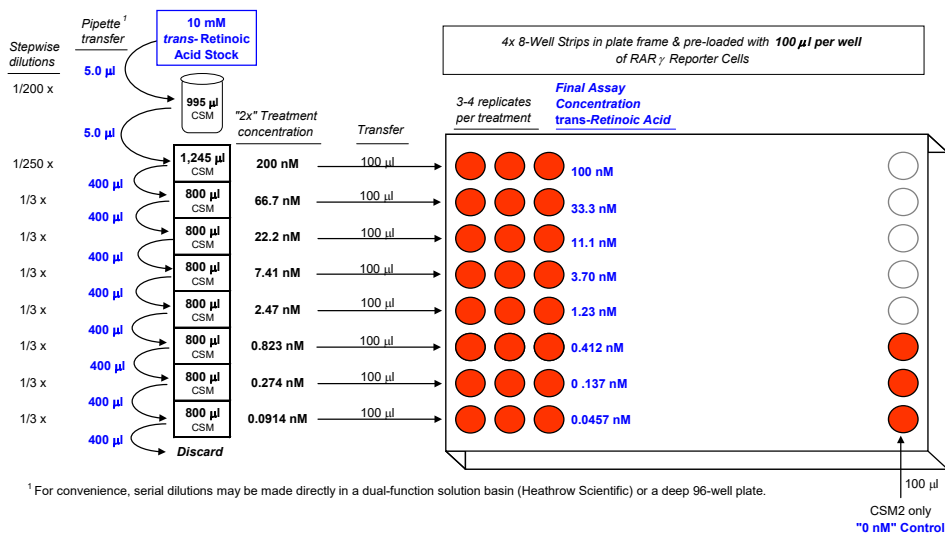 Pipette 1
transfer
10 mM
trans- Retinoic
Acid Stock
Stepwise
dilutions
4x 8-Well Strips in plate frame & pre-loaded with 100 µl per well
of RAR γ Reporter Cells
1/200 x
5.0 µl
995 µl
CSM
"2x" Treatment
concentration
Transfer
3-4 replicates
per treatment
Final Assay
Concentration
trans-Retinoic Acid
5.0 µl
1/250 x
1,245 µl
CSM
200 nM
100 µl
100 nM
400 µl
1/3 x
800 µl
CSM
66.7 nM
100 µl
33.3 nM
400 µl
1/3 x
800 µl
CSM
22.2 nM
100 µl
11.1 nM
400 µl
1/3 x
800 µl
CSM
7.41 nM
100 µl
3.70 nM
400 µl
1/3 x
800 µl
CSM
2.47 nM
100 µl
1.23 nM
400 µl
1/3 x
800 µl
CSM
0.823 nM
100 µl
0.412 nM
400 µl
1/3 x
800 µl
CSM
0.274 nM
100 µl
0 .137 nM
400 µl
1/3 x
800 µl
CSM
0.0914 nM
100 µl
0.0457 nM
400 µl
Discard
100 µl
1 For convenience, serial dilutions may be made directly in a dual-function solution basin (Heathrow Scientific) or a deep 96-well plate.
CSM2 only
"0 nM" Control